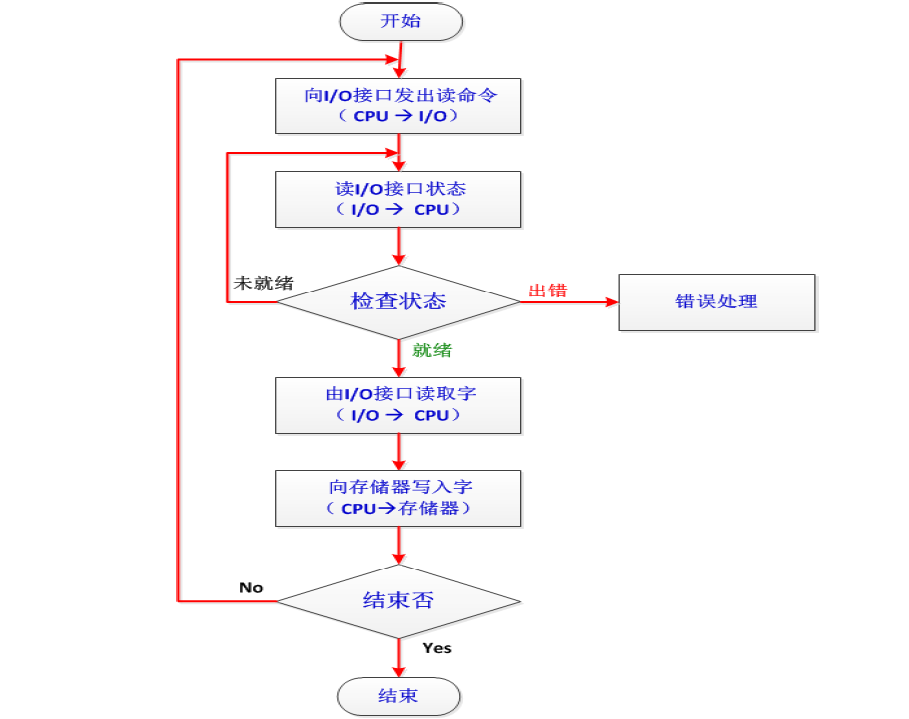 开始
向I/O接口发出读命令
（ CPU → I/O）
读I/O接口状态
（ I/O → CPU）
未就绪
检查状态
出错
错误处理
就绪
由I/O接口读取字
（ I/O → CPU）
向存储器写入字
（ CPU→存储器）
No
结束否
Yes
结束